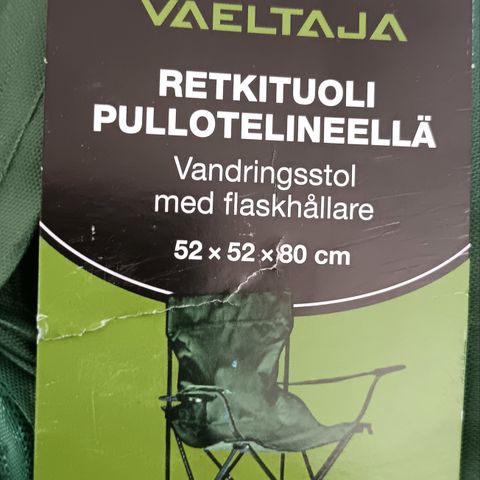 VAELTAJA
RETKITUOLI
PULLOTELINEELLÄ
Vandringsstol
med flaskhållare
52 × 52 × 80 cm